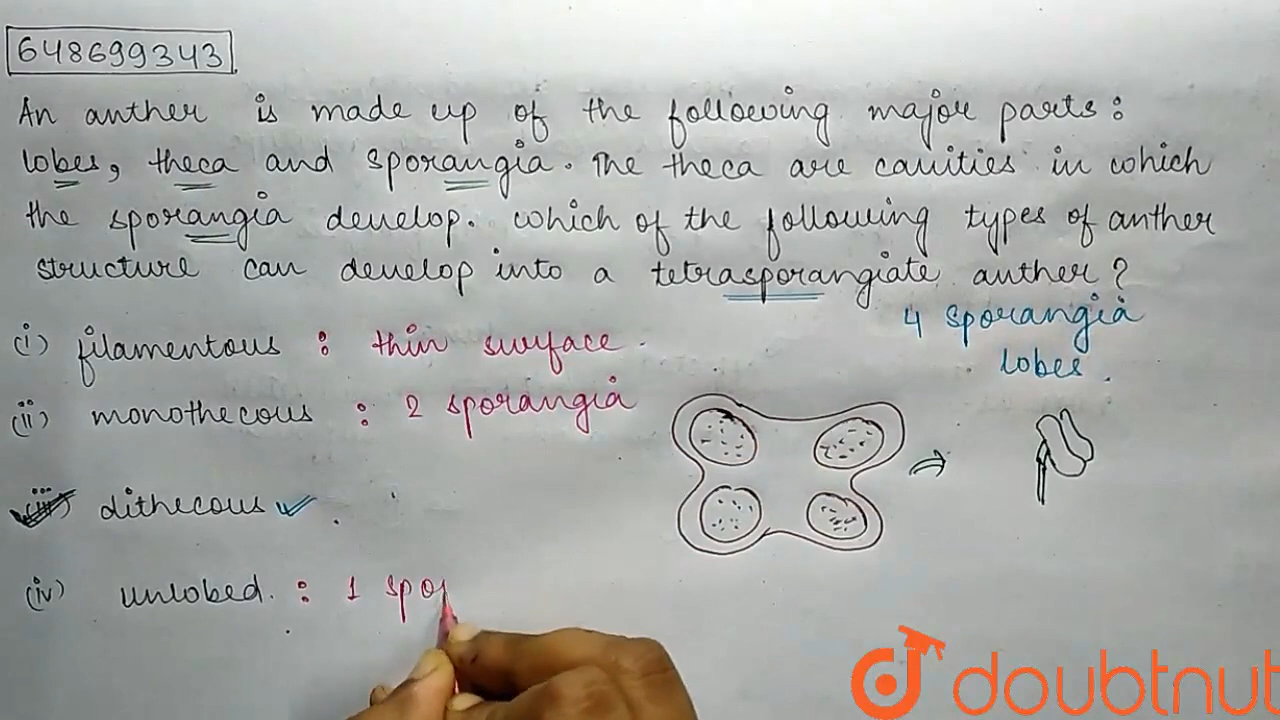 648699343
An anther is made up of the following major parts:
lobes, theca and sporangia. The theca are cavities in which
the sporangia develop. which of the following types of anther
structure can develop into a tetrasporangiate anther?
4 sporangia
lobes.
(i) filamentous : thin surface.
(ii) monothecous : 2 sporangia
(iii) dithecous
(iv) unlobed. : 1 spor
doubtnut